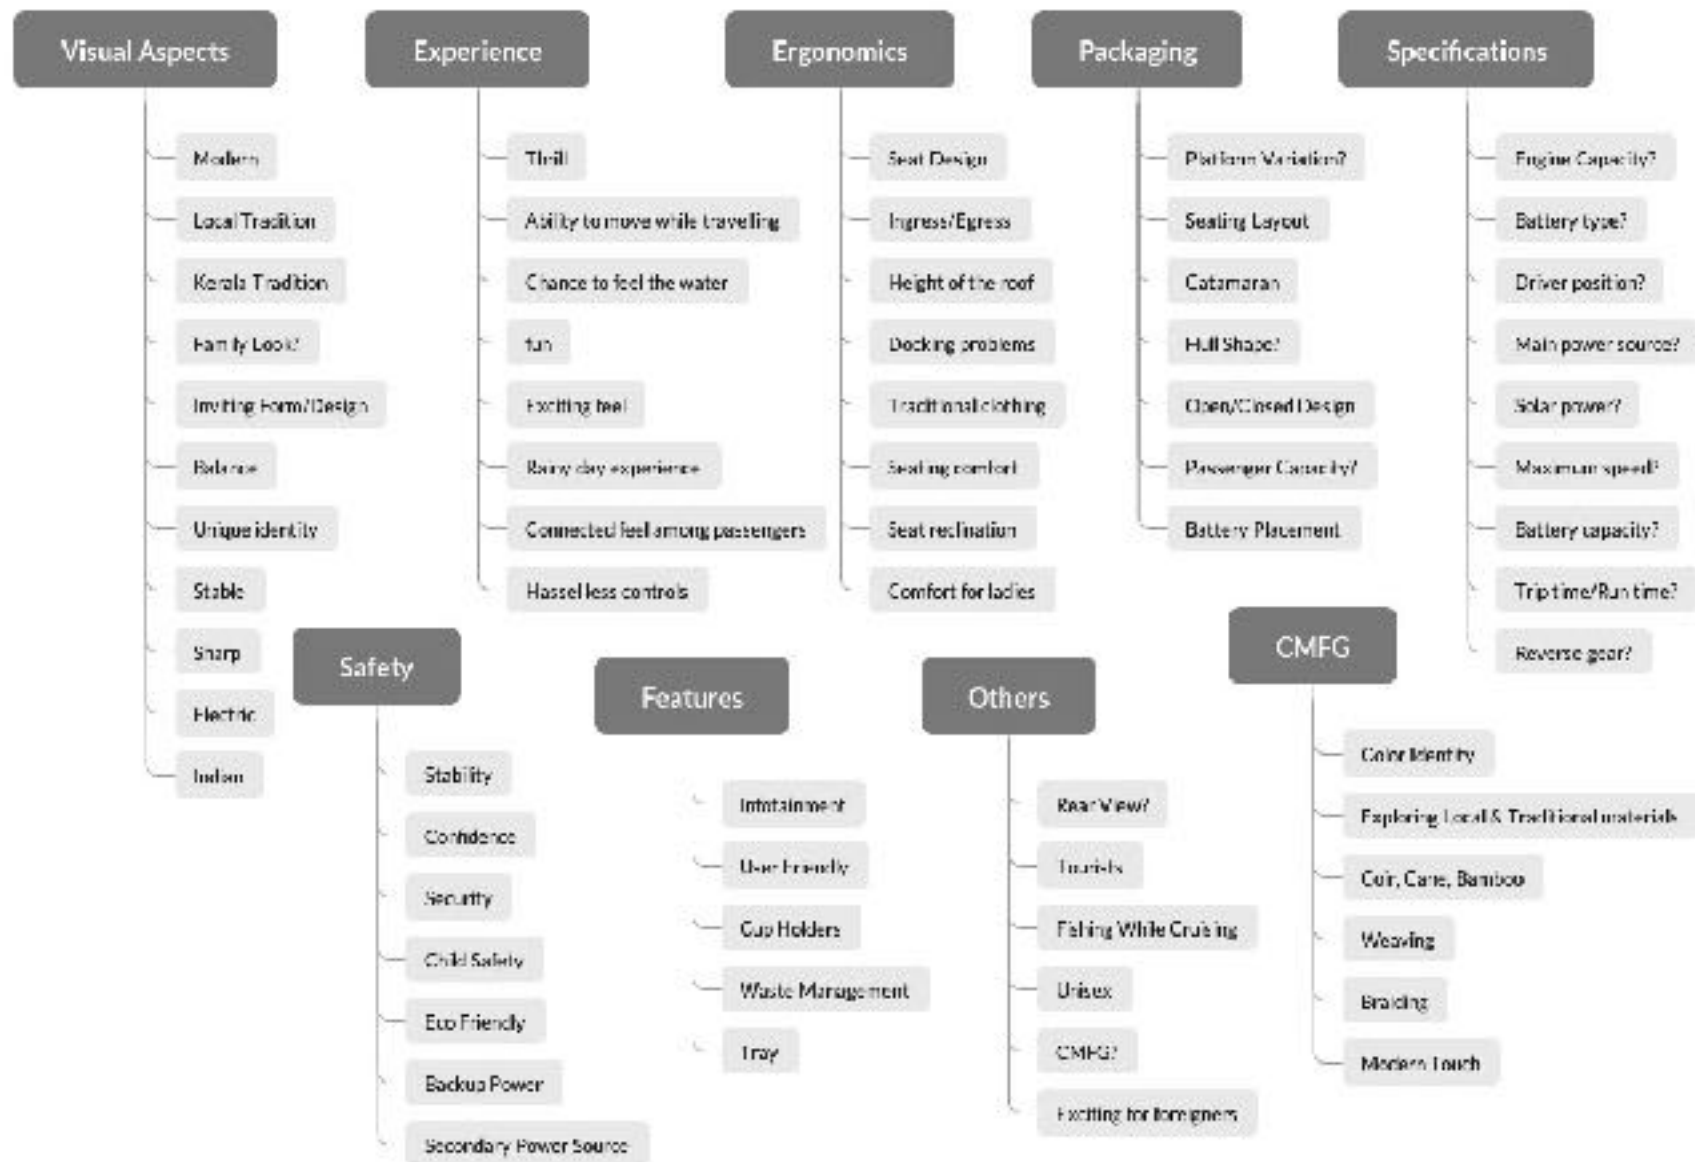 Visual Aspects
Modern
Local Tradition
Kerala Tradition
Family Look?
Inviting Form/Design
Balance
Unique identity
Stable
Sharp
Electric
Indian
Experience
Thrill
Ability to move while travelling
Chance to feel the water
fun
Exciting feel
Rainy day experience
Connected feel among passengers
Hassel less controls
Ergonomics
Seat Design
Ingress/Egress
Height of the roof
Docking problems
Traditional clothing
Seating comfort
Seat reclination
Comfort for ladies
Packaging
Platform Variation?
Seating Layout
Catamaran
Hull Shape?
Open/Closed Design
Passenger Capacity?
Battery Placement
Specifications
Engine Capacity?
Battery type?
Driver position?
Main power source?
Solar power?
Maximum speed?
Battery capacity?
Trip time/Run time?
Reverse gear?
Safety
Stability
Confidence
Security
Child Safety
Eco Friendly
Backup Power
Secondary Power Source
Features
Infotainment
User Friendly
Cup Holders
Waste Management
Tray
Others
Rear View?
Tourists
Fishing While Cruising
Unisex
CMFG?
Exciting for foreigners
CMFG
Color Identity
Exploring Local & Traditional materials
Coir, Cane, Bamboo
Weaving
Braiding
Modern Touch